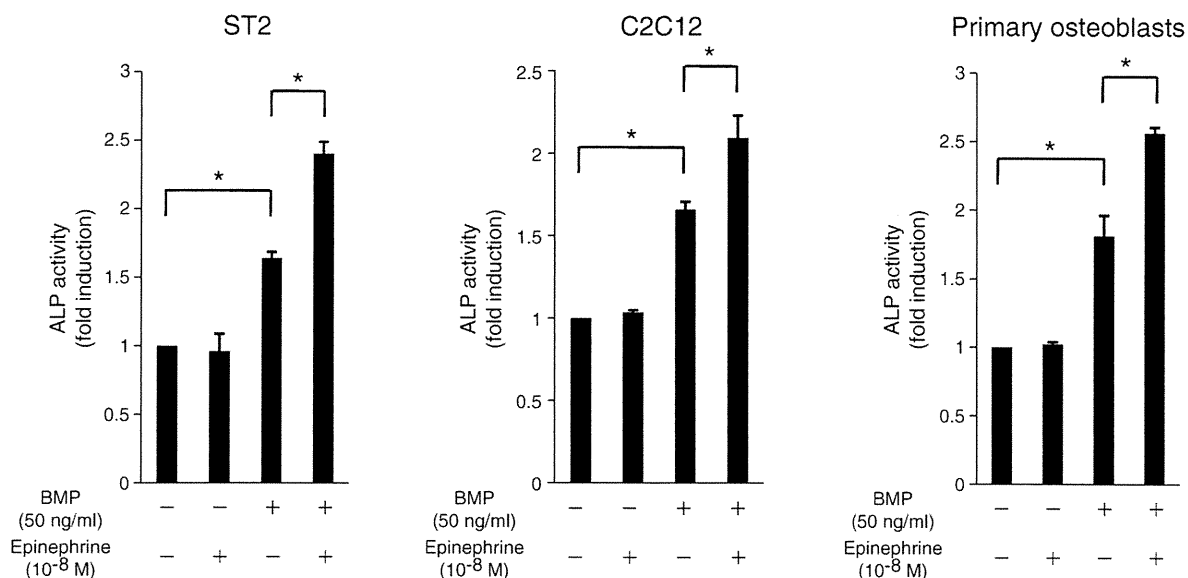 ST2
C2C12
Primary osteoblasts
ALP activity
(fold induction)
3
2.5
2
1.5
1
0.5
0
*
*
BMP
(50 ng/ml)
− − + +
Epinephrine
(10⁻⁸ M)
− + − +
ALP activity
(fold induction)
2.5
2
1.5
1
0.5
0
*
*
BMP
(50 ng/ml)
− − + +
Epinephrine
(10⁻⁸ M)
− + − +
ALP activity
(fold induction)
3
2.5
2
1.5
1
0.5
0
*
*
BMP
(50 ng/ml)
− − + +
Epinephrine
(10⁻⁸ M)
− + − +